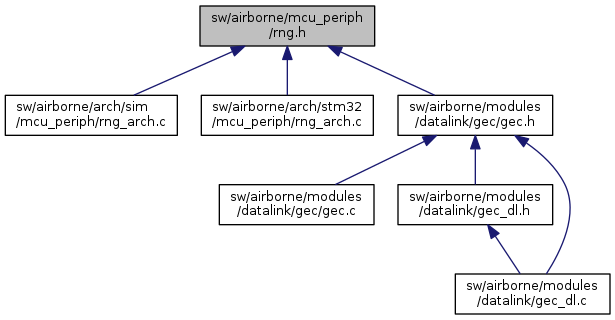 sw/airborne/mcu_periph
/rng.h
sw/airborne/arch/sim
/mcu_periph/rng_arch.c
sw/airborne/arch/stm32
/mcu_periph/rng_arch.c
sw/airborne/modules
/datalink/gec/gec.h
sw/airborne/modules
/datalink/gec/gec.c
sw/airborne/modules
/datalink/gec_dl.h
sw/airborne/modules
/datalink/gec_dl.c